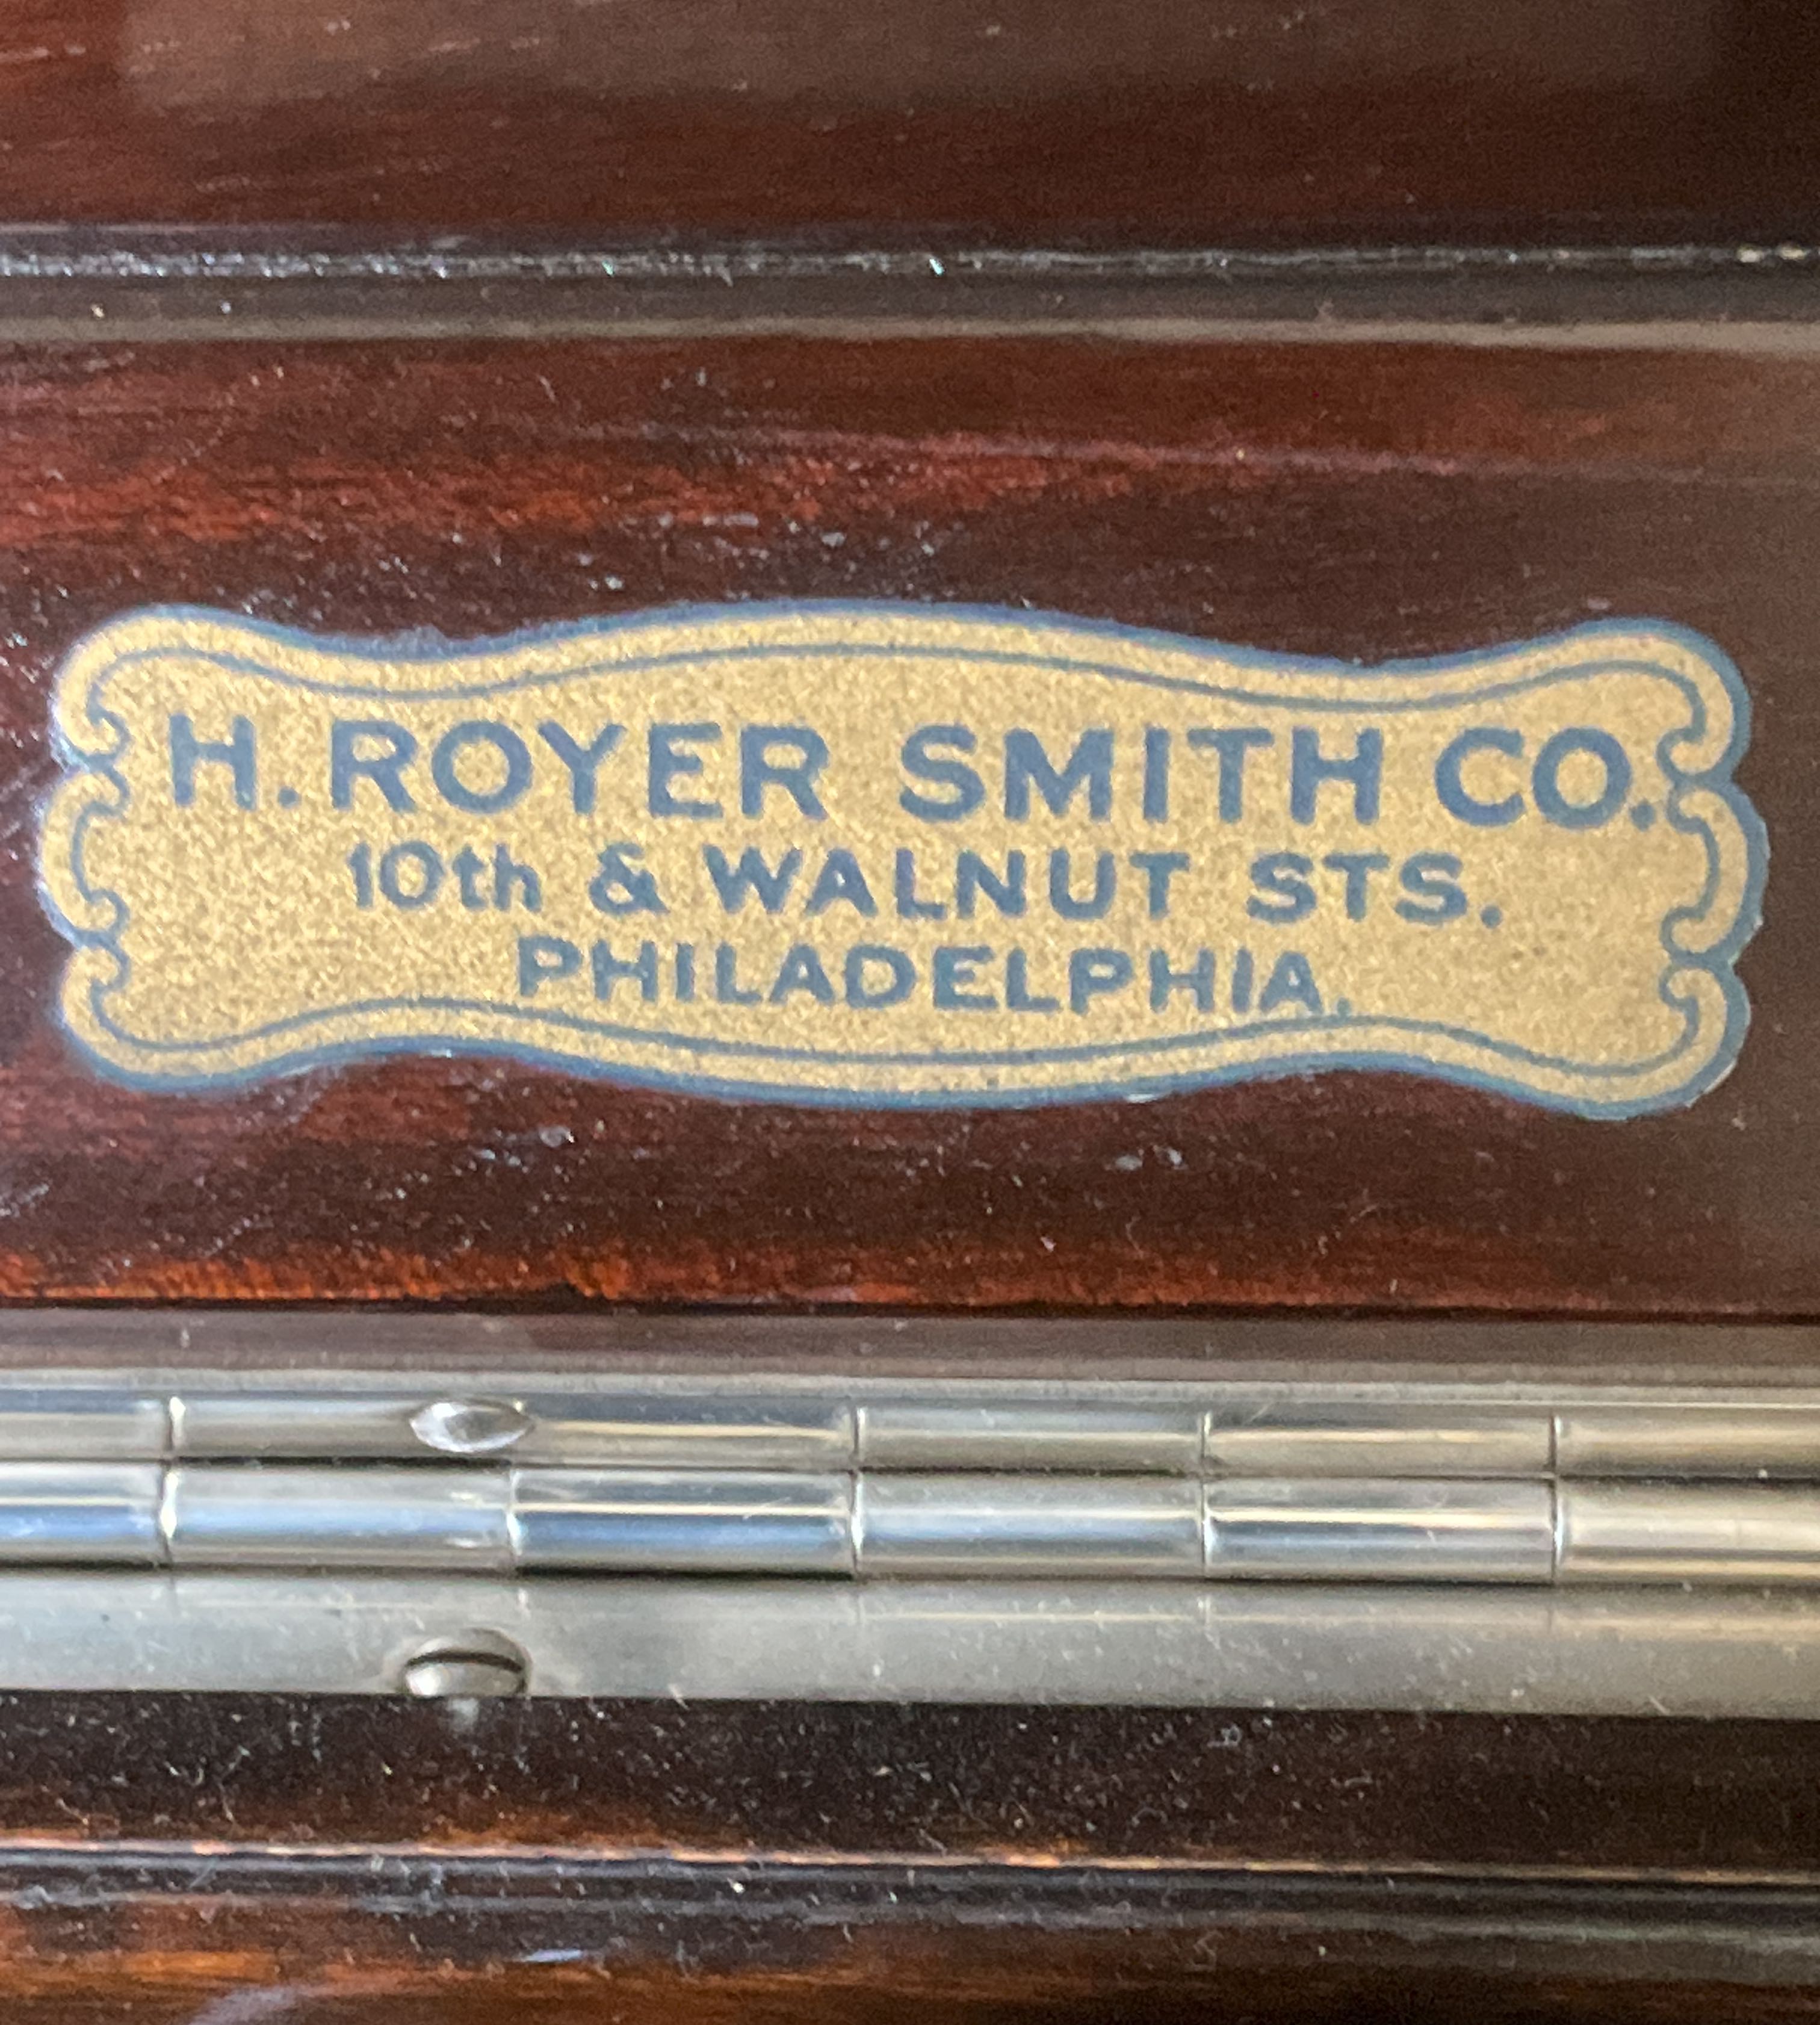 H. ROYER SMITH CO.
10th & WALNUT STS.
PHILADELPHIA.